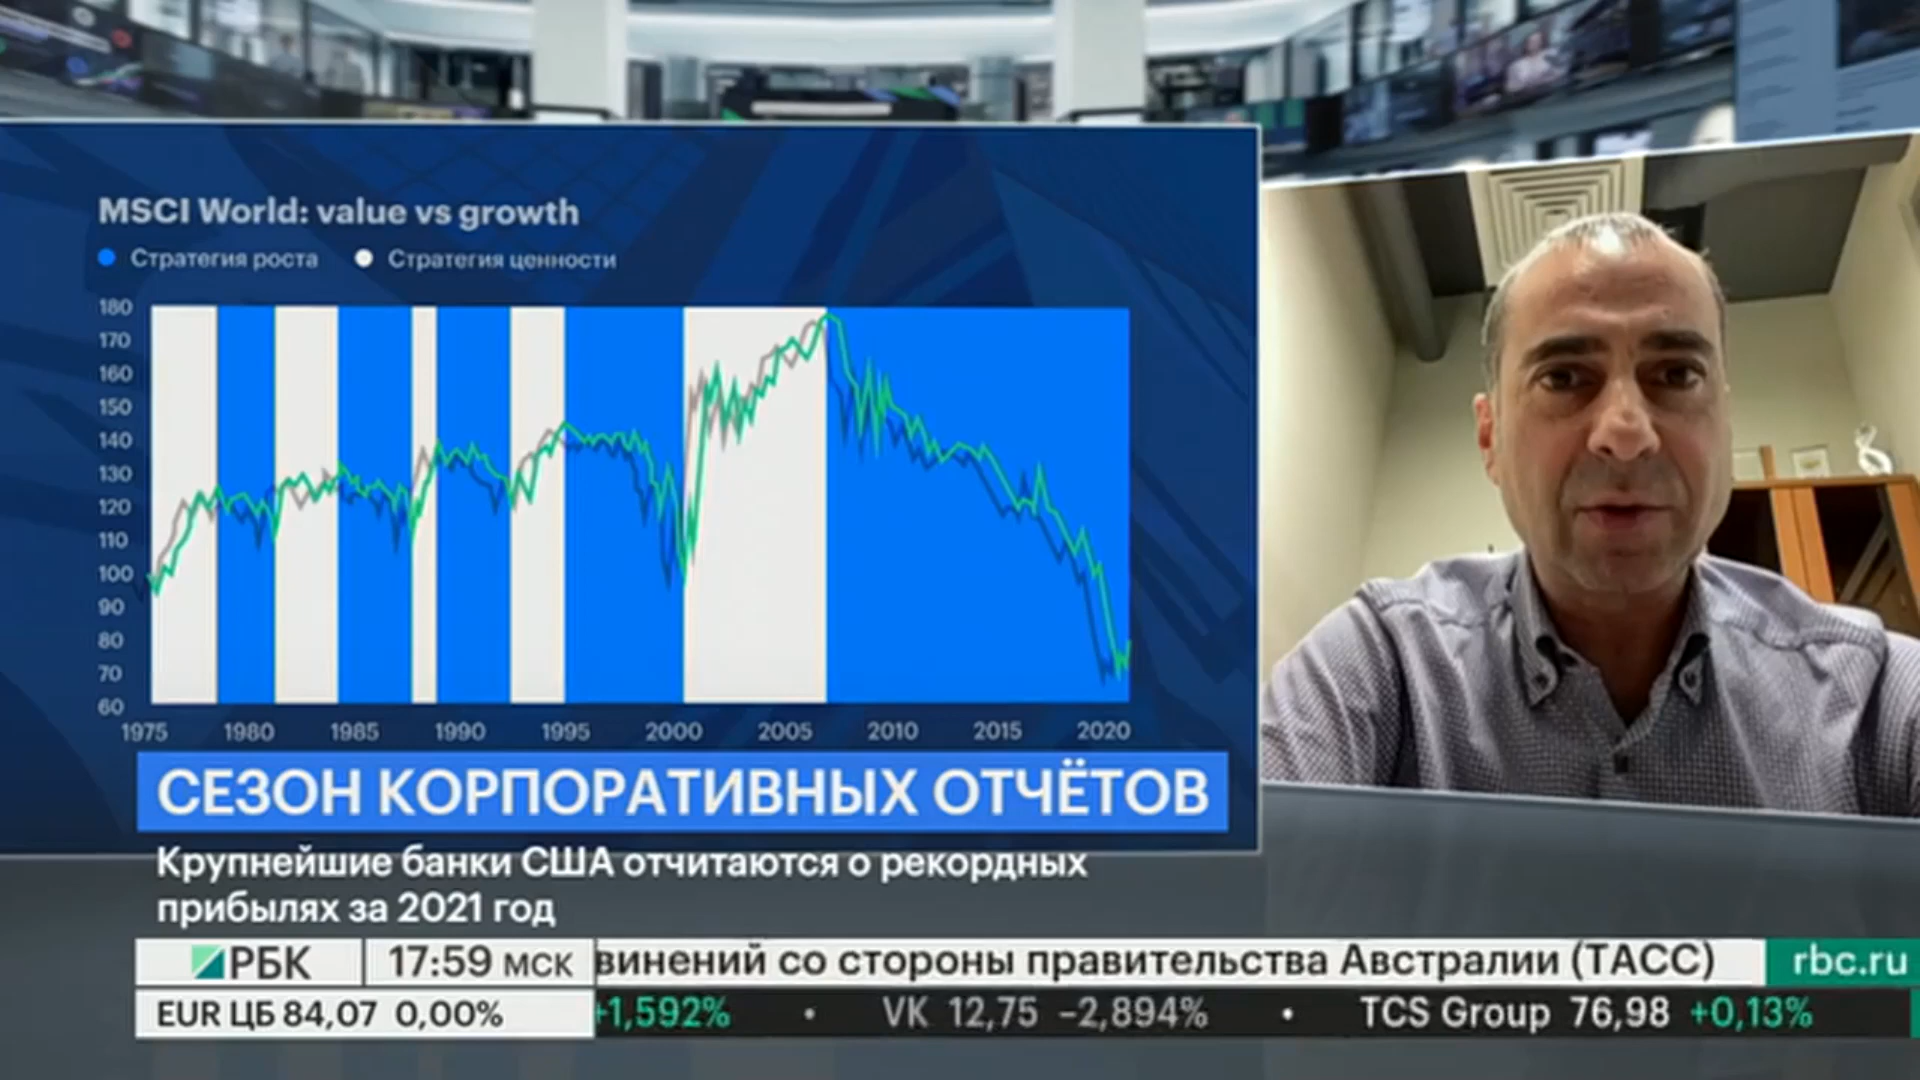 MSCI World: value vs growth
Стратегия роста Стратегия ценности
180
170
160
150
140
130
120
110
100
90
80
70
60
1975 1980 1985 1990 1995 2000 2005 2010 2015 2020
СЕЗОН КОРПОРАТИВНЫХ ОТЧЁТОВ
Крупнейшие банки США отчитаются о рекордных
прибылях за 2021 год
РБК 17:59 МСК винений со стороны правительства Австралии (ТАСС) rbc.ru
EUR ЦБ 84,07 0,00% +1,592% • VK 12,75 −2,894% • TCS Group 76,98 +0,13%